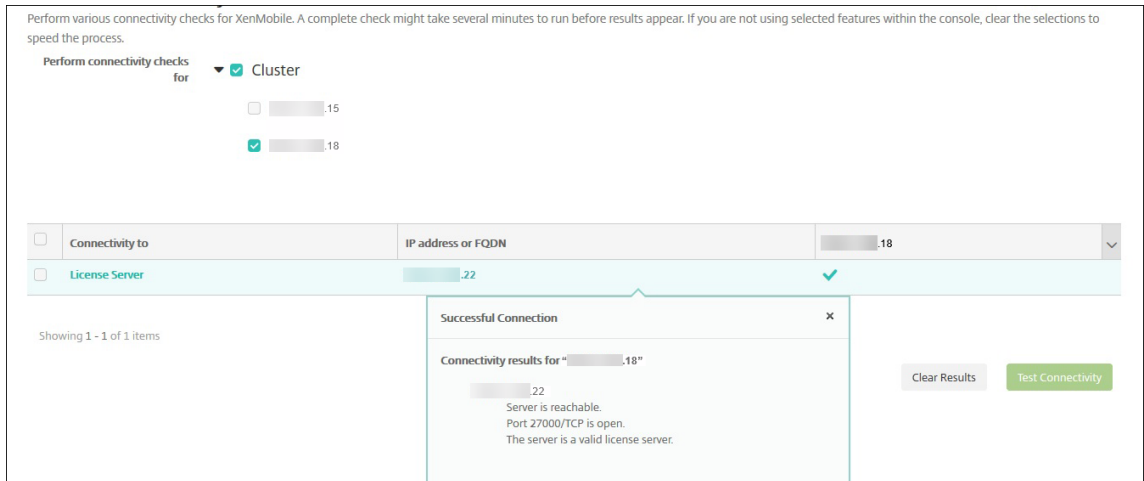 Perform various connectivity checks for XenMobile. A complete check might take several minutes to run before results appear. If you are not using selected features within the console, clear the selections to
speed the process.
Perform connectivity checks
for
Cluster
.15
.18
Connectivity to IP address or FQDN .18
License Server .22
Successful Connection ×
Showing 1 - 1 of 1 items
Connectivity results for “ .18”
Clear Results Test Connectivity
.22
Server is reachable.
Port 27000/TCP is open.
The server is a valid license server.